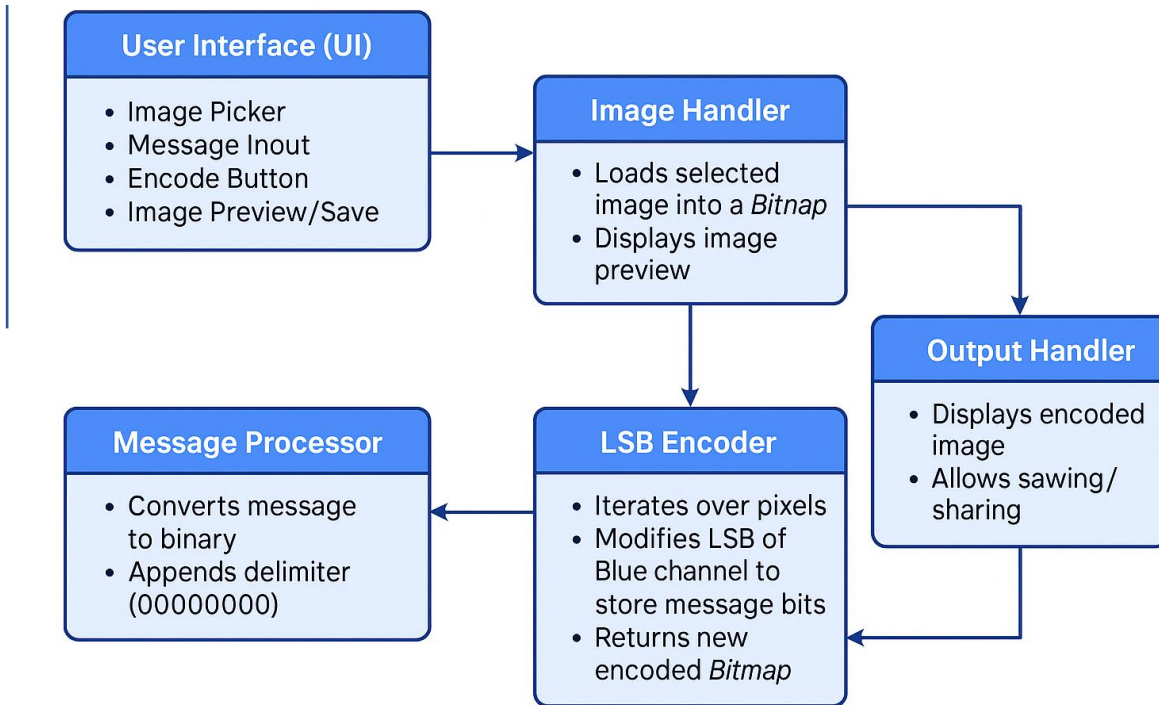 User Interface (UI)
• Image Picker
• Message Inout
• Encode Button
• Image Preview/Save
Image Handler
• Loads selected
image into a Bitnap
• Displays image
preview
Output Handler
• Displays encoded
image
• Allows sawing/
sharing
Message Processor
• Converts message
to binary
• Appends delimiter
(00000000)
LSB Encoder
• Iterates over pixels
• Modifies LSB of
Blue channel to
store message bits
• Returns new
encoded Bitmap